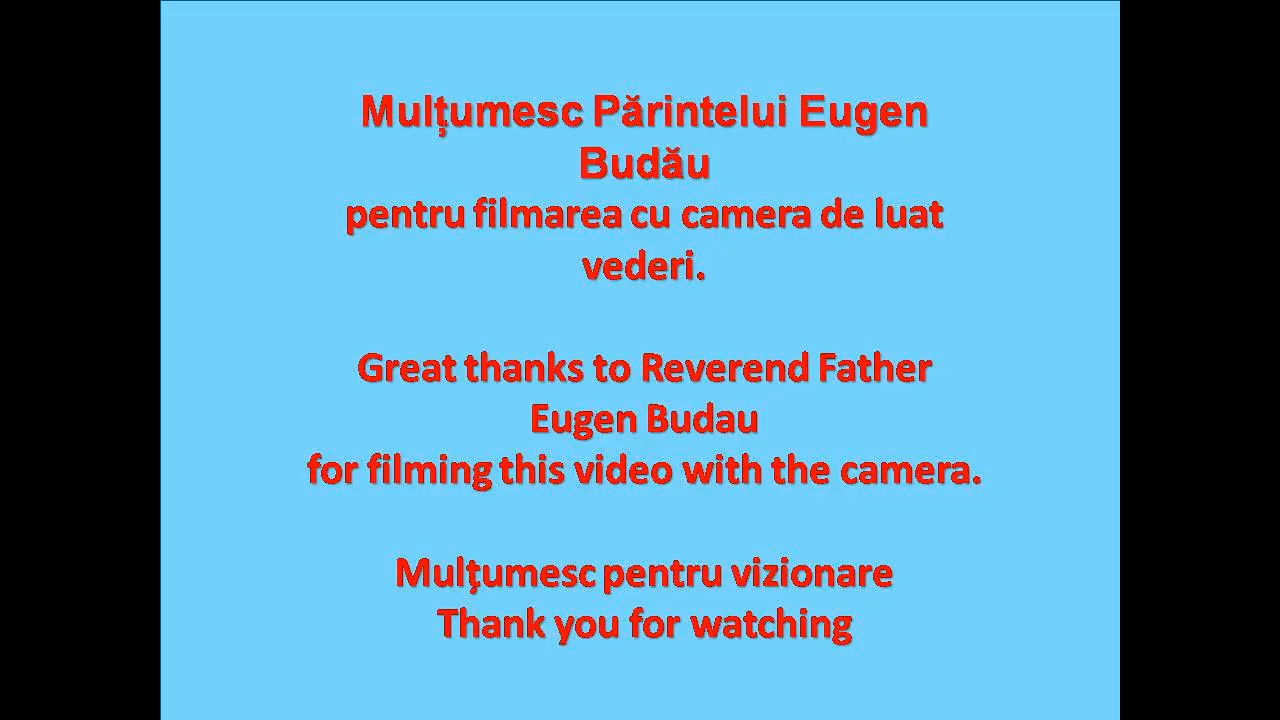 Mulțumesc Părintelui Eugen
Budău
pentru filmarea cu camera de luat
vederi.
Great thanks to Reverend Father
Eugen Budau
for filming this video with the camera.
Mulțumesc pentru vizionare
Thank you for watching